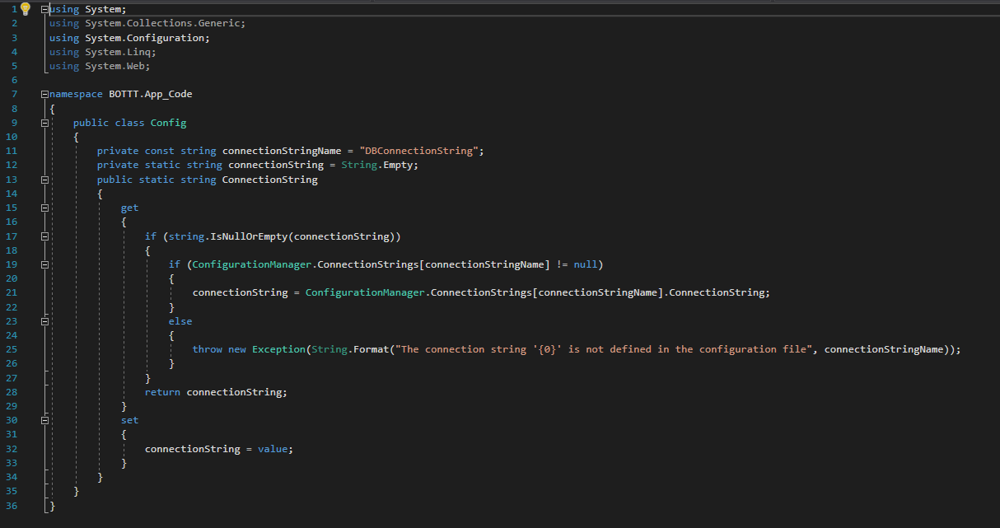 1 using System;
2 using System.Collections.Generic;
3 using System.Configuration;
4 using System.Linq;
5 using System.Web;
6
7 namespace BOTTT.App_Code
8 {
9     public class Config
10     {
11         private const string connectionStringName = "DBConnectionString";
12         private static string connectionString = String.Empty;
13         public static string ConnectionString
14         {
15             get
16             {
17                 if (string.IsNullOrEmpty(connectionString))
18                 {
19                     if (ConfigurationManager.ConnectionStrings[connectionStringName] != null)
20                     {
21                         connectionString = ConfigurationManager.ConnectionStrings[connectionStringName].ConnectionString;
22                     }
23                     else
24                     {
25                         throw new Exception(String.Format("The connection string '{0}' is not defined in the configuration file", connectionStringName));
26                     }
27                 }
28                 return connectionString;
29             }
30             set
31             {
32                 connectionString = value;
33             }
34         }
35     }
36 }